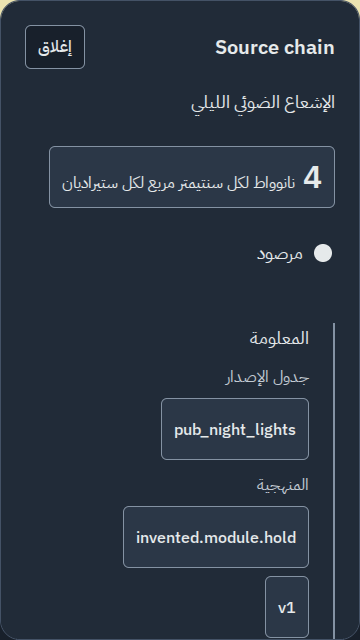 Source chain
إغلاق
الإشعاع الضوئي الليلي
4 نانوواط لكل سنتيمتر مربع لكل ستيراديان
مرصود
المعلومة
جدول الإصدار
pub_night_lights
المنهجية
invented.module.hold
v1